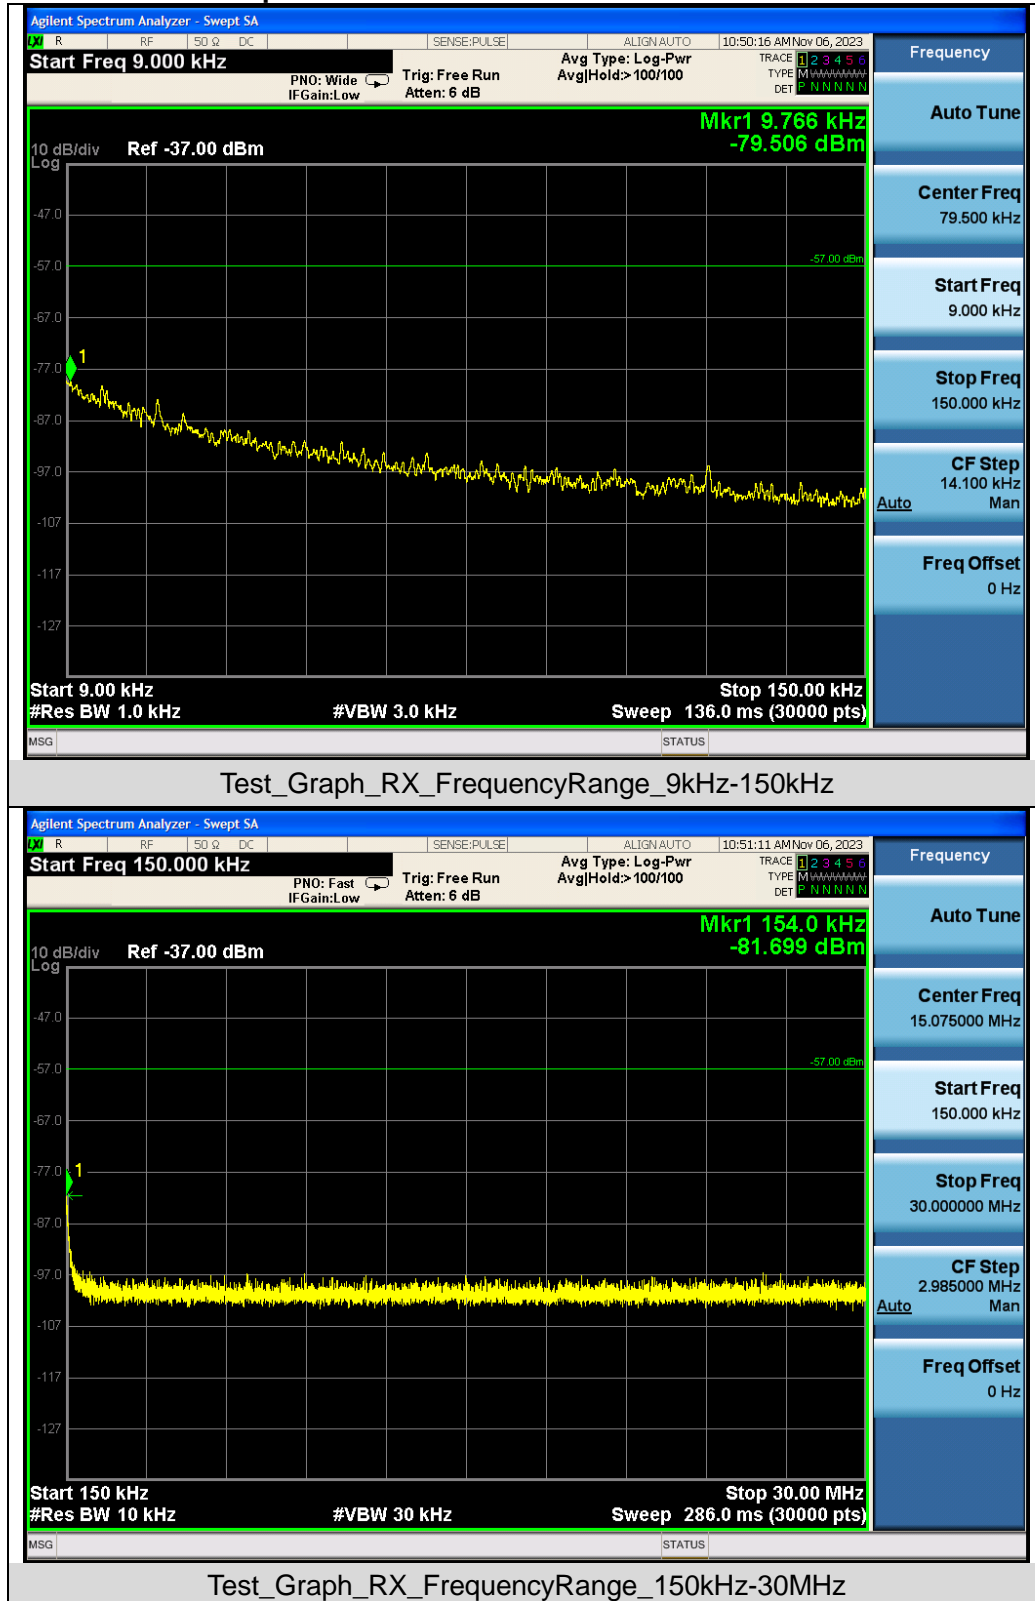 Agilent Spectrum Analyzer - Swept SA
LXI R RF 50 Ω DC SENSE:PULSE ALIGN AUTO 10:50:16 AM Nov 06, 2023
Start Freq 9.000 kHz
PNO: Wide
IFGain:Low
Trig: Free Run
Atten: 6 dB
Avg Type: Log-Pwr
Avg|Hold:>100/100
TRACE 1 2 3 4 5 6
TYPE M
DET P N N N N N
Mkr1 9.766 kHz
-79.506 dBm
10 dB/div Ref -37.00 dBm
Log
-47.0
-57.00 dBm
-57.0
-67.0
1
-77.0
-87.0
-97.0
-107
-117
-127
Start 9.00 kHz Stop 150.00 kHz
#Res BW 1.0 kHz #VBW 3.0 kHz Sweep 136.0 ms (30000 pts)
MSG STATUS
Frequency
Auto Tune
Center Freq
79.500 kHz
Start Freq
9.000 kHz
Stop Freq
150.000 kHz
CF Step
14.100 kHz
Auto Man
Freq Offset
0 Hz
Test_Graph_RX_FrequencyRange_9kHz-150kHz
Agilent Spectrum Analyzer - Swept SA
LXI R RF 50 Ω DC SENSE:PULSE ALIGN AUTO 10:51:11 AM Nov 06, 2023
Start Freq 150.000 kHz
PNO: Fast
IFGain:Low
Trig: Free Run
Atten: 6 dB
Avg Type: Log-Pwr
Avg|Hold:>100/100
TRACE 1 2 3 4 5 6
TYPE M
DET P N N N N N
Mkr1 154.0 kHz
-81.699 dBm
10 dB/div Ref -37.00 dBm
Log
-47.0
-57.00 dBm
-57.0
-67.0
-77.0
1
-87.0
-97.0
-107
-117
-127
Start 150 kHz Stop 30.00 MHz
#Res BW 10 kHz #VBW 30 kHz Sweep 286.0 ms (30000 pts)
MSG STATUS
Frequency
Auto Tune
Center Freq
15.075000 MHz
Start Freq
150.000 kHz
Stop Freq
30.000000 MHz
CF Step
2.985000 MHz
Auto Man
Freq Offset
0 Hz
Test_Graph_RX_FrequencyRange_150kHz-30MHz